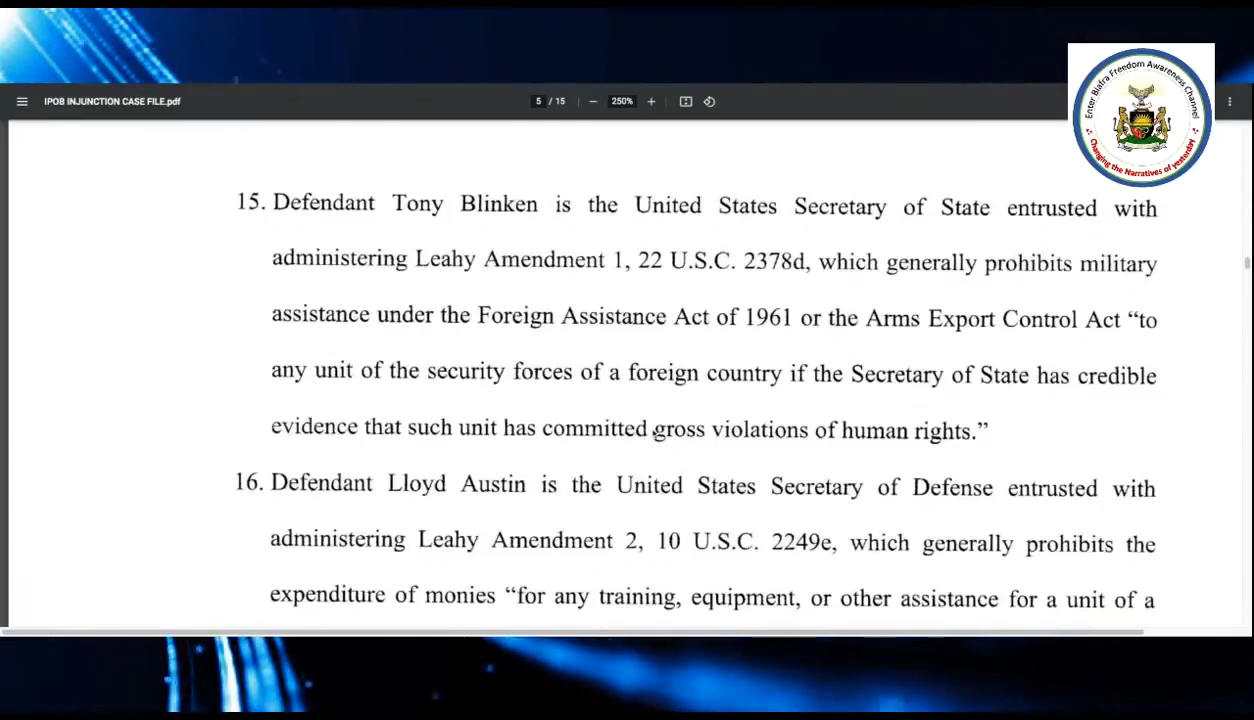 IPOB INJUNCTION CASE FILE.pdf
5 / 15
250%
Enter Biafra Freedom Awareness Channel
Changing the Narratives of yesterday
15. Defendant Tony Blinken is the United States Secretary of State entrusted with
administering Leahy Amendment 1, 22 U.S.C. 2378d, which generally prohibits military
assistance under the Foreign Assistance Act of 1961 or the Arms Export Control Act “to
any unit of the security forces of a foreign country if the Secretary of State has credible
evidence that such unit has committed gross violations of human rights.”
16. Defendant Lloyd Austin is the United States Secretary of Defense entrusted with
administering Leahy Amendment 2, 10 U.S.C. 2249e, which generally prohibits the
expenditure of monies “for any training, equipment, or other assistance for a unit of a